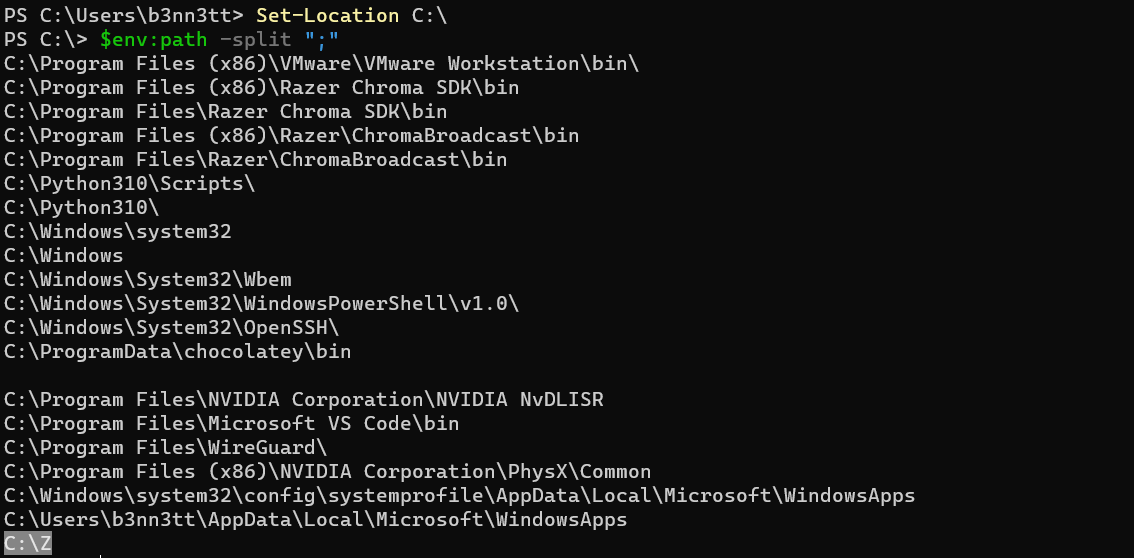 PS C:\Users\b3nn3tt> Set-Location C:\
PS C:\> $env:path -split ";"
C:\Program Files (x86)\VMware\VMware Workstation\bin\
C:\Program Files (x86)\Razer Chroma SDK\bin
C:\Program Files\Razer Chroma SDK\bin
C:\Program Files (x86)\Razer\ChromaBroadcast\bin
C:\Program Files\Razer\ChromaBroadcast\bin
C:\Python310\Scripts\
C:\Python310\
C:\Windows\system32
C:\Windows
C:\Windows\System32\Wbem
C:\Windows\System32\WindowsPowerShell\v1.0\
C:\Windows\System32\OpenSSH\
C:\ProgramData\chocolatey\bin

C:\Program Files\NVIDIA Corporation\NVIDIA NvDLISR
C:\Program Files\Microsoft VS Code\bin
C:\Program Files\WireGuard\
C:\Program Files (x86)\NVIDIA Corporation\PhysX\Common
C:\Windows\system32\config\systemprofile\AppData\Local\Microsoft\WindowsApps
C:\Users\b3nn3tt\AppData\Local\Microsoft\WindowsApps
C:\Z